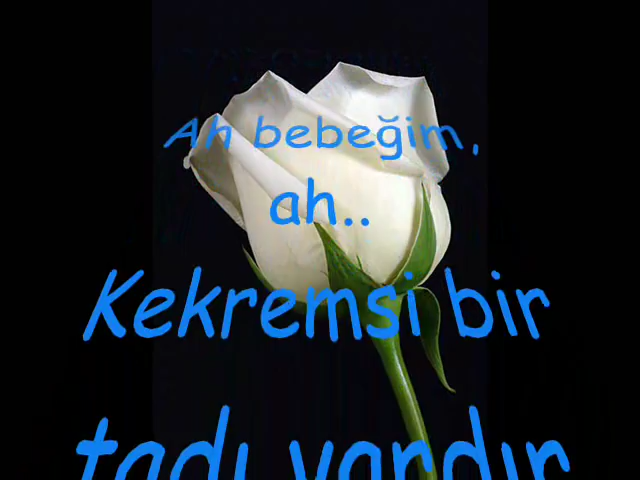 Ah bebeğim,
ah..
Kekremsi bir
tadı vardır